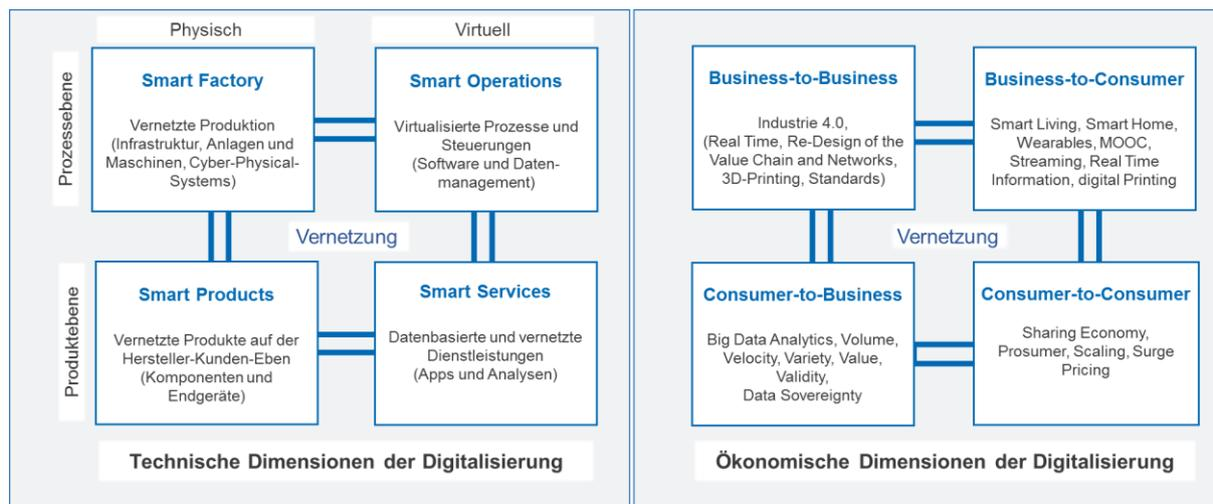 Physisch
Virtuell
Prozessebene
Smart Factory
Vernetzte Produktion
(Infrastruktur, Anlagen und
Maschinen, Cyber-Physical-
Systems)
Smart Operations
Virtualisierte Prozesse und
Steuerungen
(Software und Daten-
management)
Vernetzung
Produktebene
Smart Products
Vernetzte Produkte auf der
Hersteller-Kunden-Eben
(Komponenten und
Endgeräte)
Smart Services
Datenbasierte und vernetzte
Dienstleistungen
(Apps und Analysen)
Technische Dimensionen der Digitalisierung
Business-to-Business
Industrie 4.0,
(Real Time, Re-Design of the
Value Chain and Networks,
3D-Printing, Standards)
Business-to-Consumer
Smart Living, Smart Home,
Wearables, MOOC,
Streaming, Real Time
Information, digital Printing
Vernetzung
Consumer-to-Business
Big Data Analytics, Volume,
Velocity, Variety, Value,
Validity,
Data Sovereignty
Consumer-to-Consumer
Sharing Economy,
Prosumer, Scaling, Surge
Pricing
Ökonomische Dimensionen der Digitalisierung